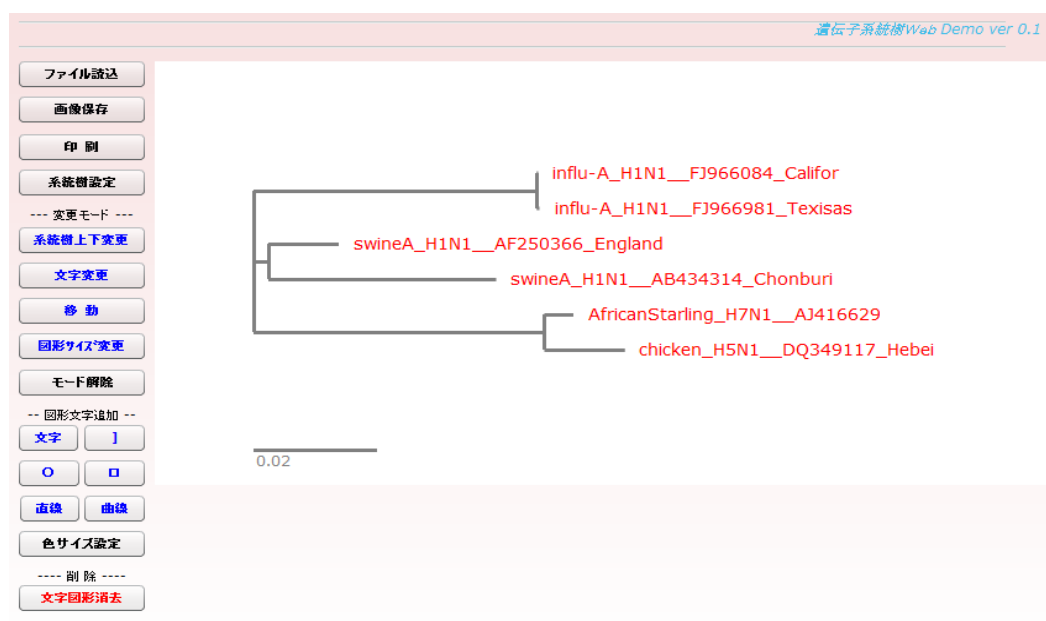 遺伝子系統樹Web Demo ver 0.1
ファイル読込
画像保存
印 刷
系統樹設定
--- 変更モード ---
系統樹上下変更
文字変更
移 動
図形サイズ変更
モード解除
-- 図形文字追加 --
文字 ]
○ □
直線 曲線
色サイズ設定
---- 削 除 ----
文字図形消去
influ-A_H1N1__FJ966084_Califor
influ-A_H1N1__FJ966981_Texisas
swineA_H1N1__AF250366_England
swineA_H1N1__AB434314_Chonburi
AfricanStarling_H7N1__AJ416629
chicken_H5N1__DQ349117_Hebei
0.02